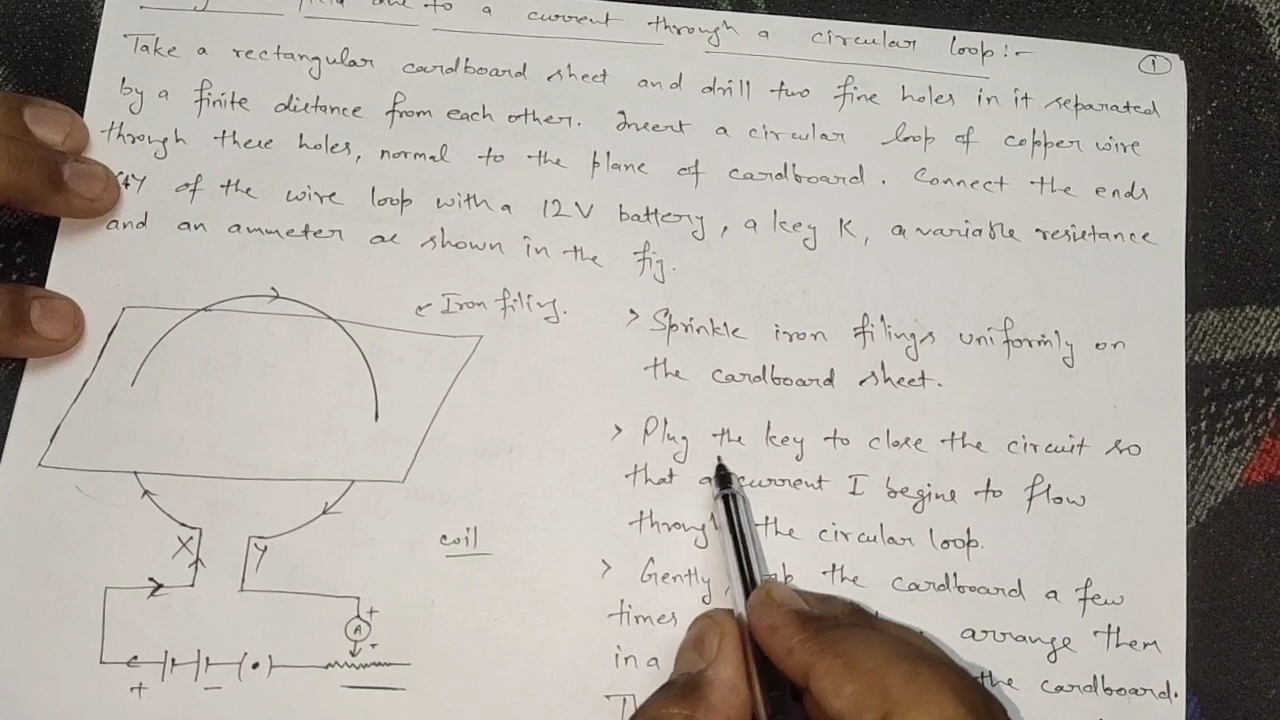 to a current through a circular loop:-
①
Take a rectangular cardboard sheet and drill two fine holes in it separated
by a finite distance from each other. Insert a circular loop of copper wire
through these holes, normal to the plane of cardboard. Connect the ends
X4Y of the wire loop with a 12V battery, a key K, a variable resistance
and an ammeter as shown in the fig.
Iron filing.
X
Y
coil
+
A
-
+
-
> Sprinkle iron filings uniformly on
the cardboard sheet.
> Plug the key to close the circuit so
that a current I begins to flow
through the circular loop.
> Gently, the cardboard a few
times arrange them
in a the cardboard.